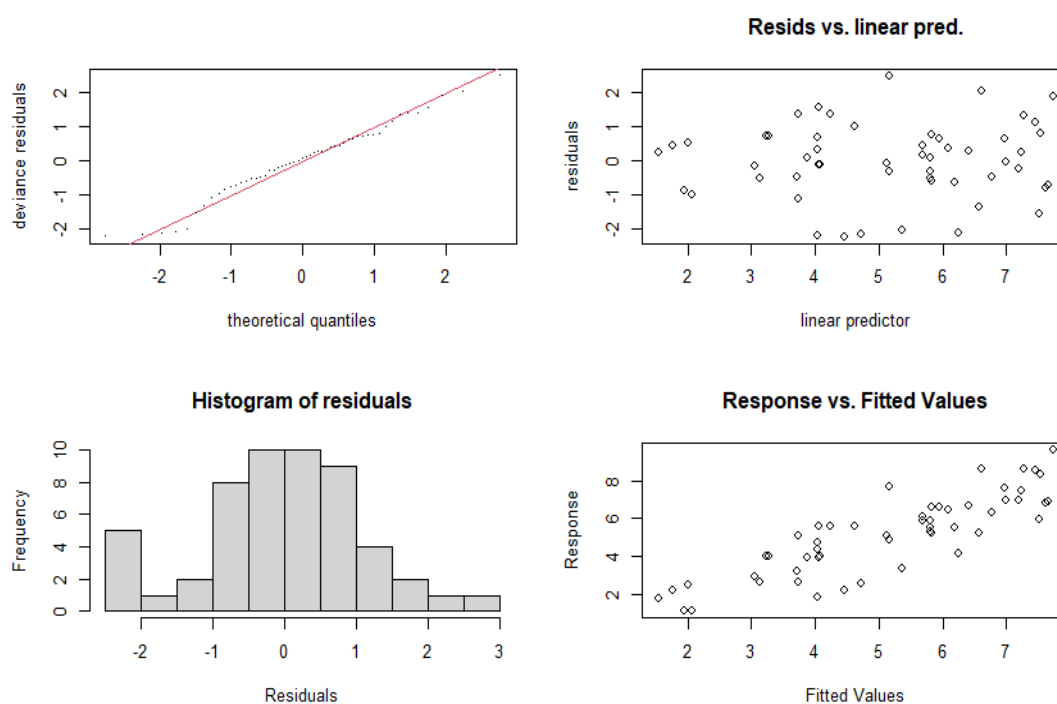 deviance residuals
2
1
0
-1
-2
-2 -1 0 1 2
theoretical quantiles
Resids vs. linear pred.
residuals
2
1
0
-1
-2
2 3 4 5 6 7
linear predictor
Histogram of residuals
Frequency
10
8
6
4
2
0
-2 -1 0 1 2 3
Residuals
Response vs. Fitted Values
Response
8
6
4
2
2 3 4 5 6 7
Fitted Values